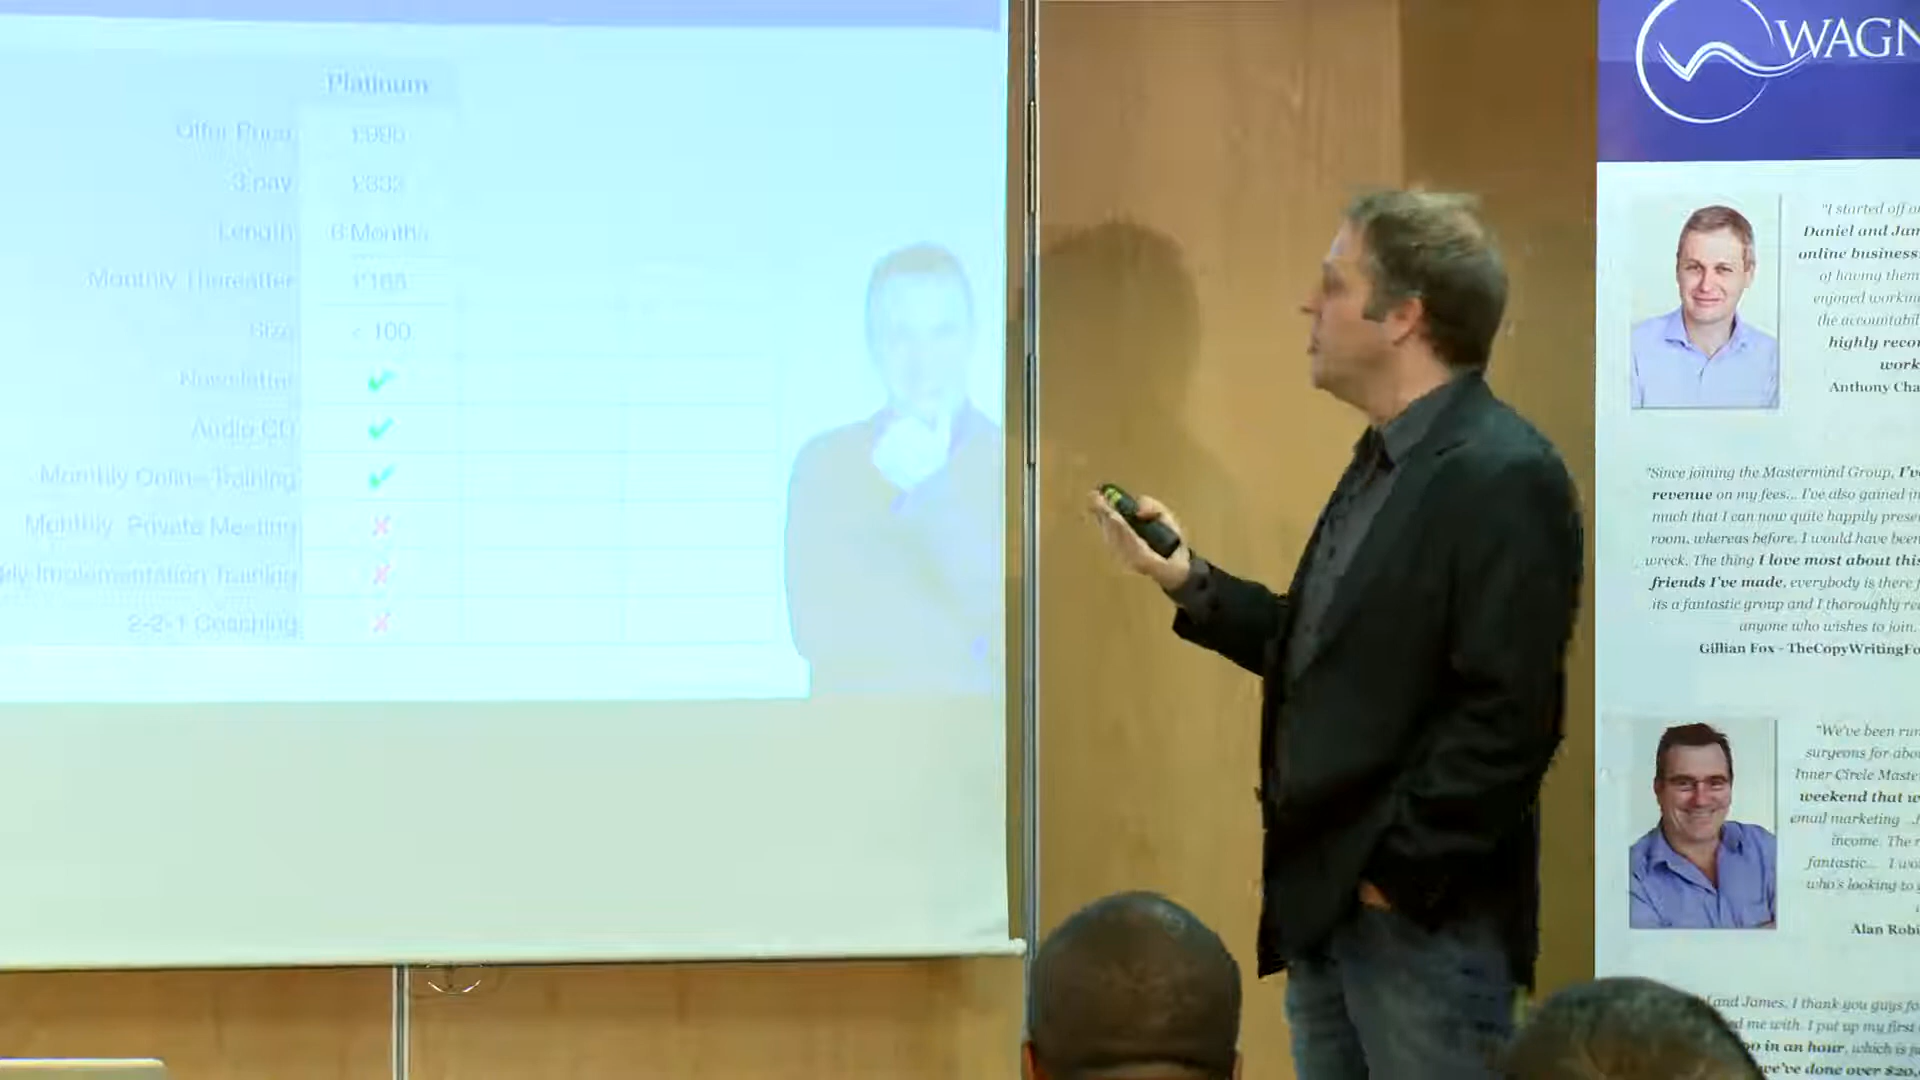 Platinum
Offer Price
3 pay
Length 6 Months
Monthly Thereafter
Size < 100
Newsletter
Audio CD
Monthly Online Training
Monthly Private Meeting
Implementation Training
2-2-1 Coaching
WAGN
"I started off
Daniel and Jam
online business
of having them
enjoyed workin
the accountabil
highly reco
work
Anthony Cha
"Since joining the Mastermind Group, I've
revenue on my fees... I've also gained in
much that I can now quite happily prese
room, whereas before, I would have been
wreck. The thing I love most about this
friends I've made, everybody is there
its a fantastic group and I thoroughly re
anyone who wishes to join.
Gillian Fox - TheCopyWritingFo
"We've been run
surgeons for abo
Inner Circle Maste
weekend that w
email marketing
income. The
fantastic... I wo
who's looking to
Alan Robi
and James, I thank you guys fo
ed me with. I put up my first
in an hour, which is
we've done over $20,